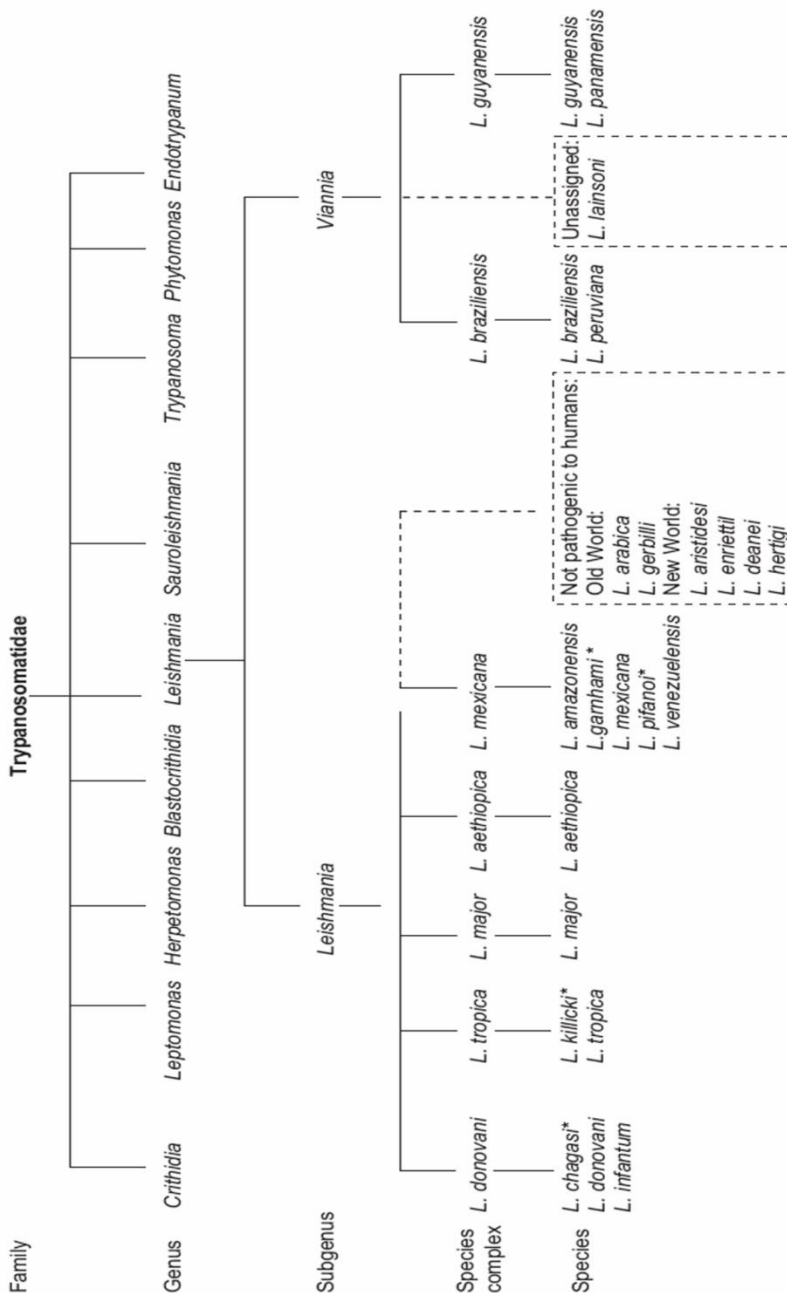 Trypanosomatidae
Family
Genus
Crithidia
Leptomonas
Herpetomonas
Blastocrithidia
Leishmania
Sauroleishmania
Trypanosoma
Phytomonas
Endotrypanum
Subgenus
Leishmania
Viannia
Species
complex
L. donovani
L. tropica
L. major
L. aethiopica
L. mexicana
L. braziliensis
L. guyanensis
Species
L. chagasi*
L. donovani
L. infantum
L. killicki*
L. tropica
L. major
L. aethiopica
L. amazonensis
L.gamhami*
L. mexicana
L. pifanoi*
L. venezuelensis
Not pathogenic to humans:
Old World:
L. arabica
L. gerbilli
New World:
L. aristidesi
L. enriettil
L. deanei
L. hertigi
L. braziliensis
L. peruviana
Unassigned:
L. lainsoni
L. guyanensis
L. panamensis